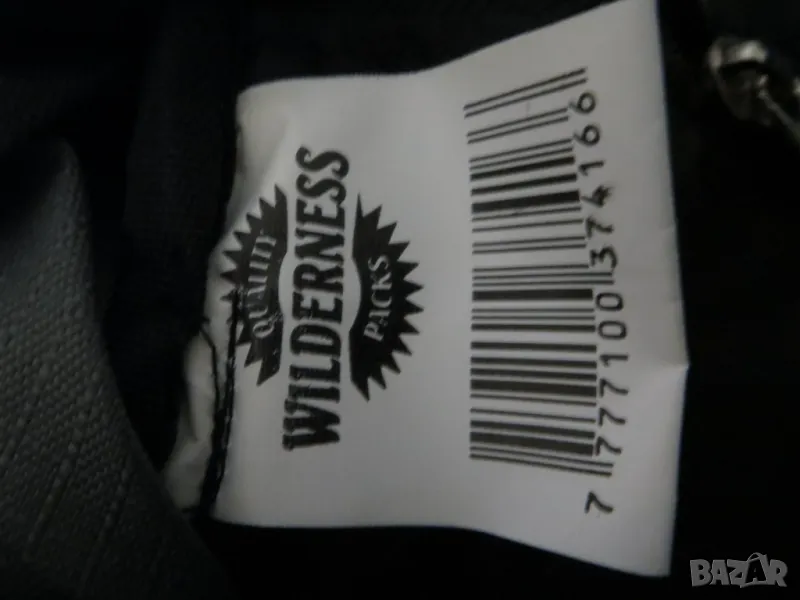 QUALITY
WILDERNESS
PACKS
7 777100 374166
BAZAR